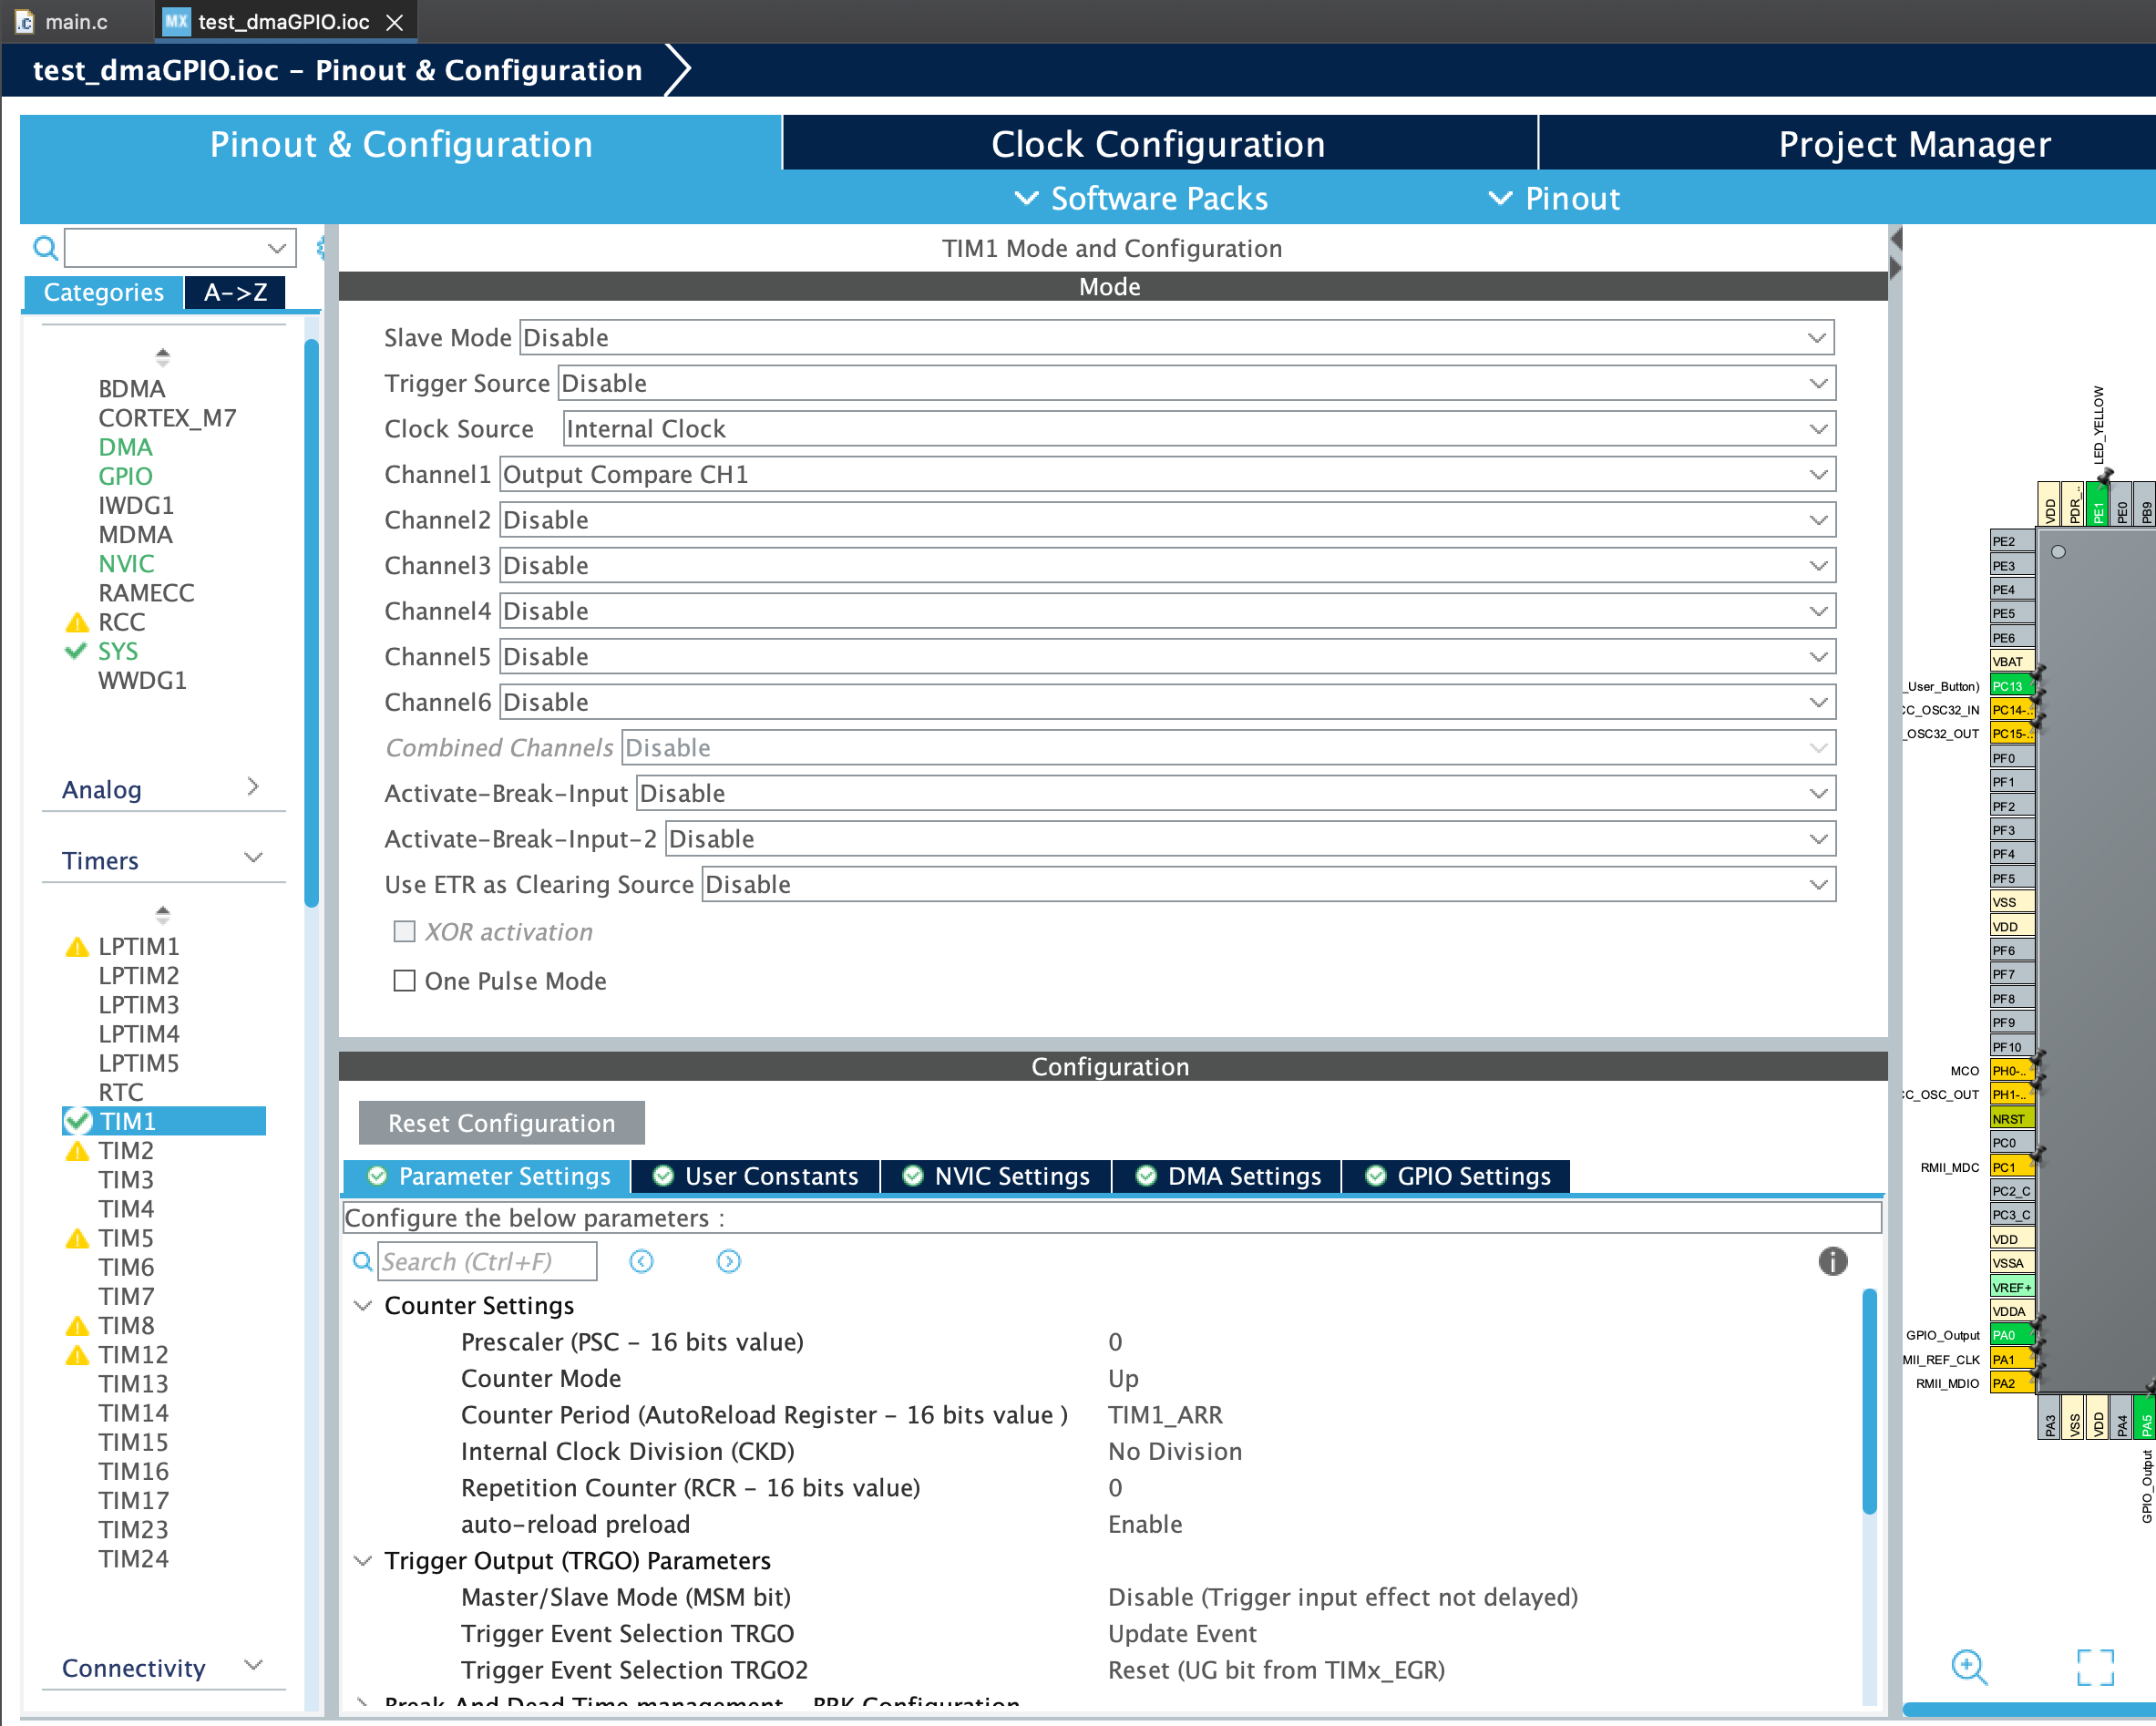 main.c
test_dmaGPIO.ioc
test_dmaGPIO.ioc – Pinout & Configuration
Pinout & Configuration
Clock Configuration
Project Manager
Software Packs
Pinout
Categories
A->Z
BDMA
CORTEX_M7
DMA
GPIO
IWDG1
MDMA
NVIC
RAMECC
RCC
SYS
WWDG1
Analog
Timers
LPTIM1
LPTIM2
LPTIM3
LPTIM4
LPTIM5
RTC
TIM1
TIM2
TIM3
TIM4
TIM5
TIM6
TIM7
TIM8
TIM12
TIM13
TIM14
TIM15
TIM16
TIM17
TIM23
TIM24
Connectivity
TIM1 Mode and Configuration
Mode
Slave Mode Disable
Trigger Source Disable
Clock Source Internal Clock
Channel1 Output Compare CH1
Channel2 Disable
Channel3 Disable
Channel4 Disable
Channel5 Disable
Channel6 Disable
Combined Channels Disable
Activate-Break-Input Disable
Activate-Break-Input-2 Disable
Use ETR as Clearing Source Disable
XOR activation
One Pulse Mode
Configuration
Reset Configuration
Parameter Settings
User Constants
NVIC Settings
DMA Settings
GPIO Settings
Configure the below parameters :
Search (Ctrl+F)
Counter Settings
Prescaler (PSC - 16 bits value) 0
Counter Mode Up
Counter Period (AutoReload Register - 16 bits value ) TIM1_ARR
Internal Clock Division (CKD) No Division
Repetition Counter (RCR - 16 bits value) 0
auto-reload preload Enable
Trigger Output (TRGO) Parameters
Master/Slave Mode (MSM bit) Disable (Trigger input effect not delayed)
Trigger Event Selection TRGO Update Event
Trigger Event Selection TRGO2 Reset (UG bit from TIMx_EGR)
Break And Dead Time management - BRK Configuration
LED_YELLOW
VDD
PDR_..
PE1
PE0
PB9
PE2
PE3
PE4
PE5
PE6
VBAT
_User_Button) PC13
CC_OSC32_IN PC14-..
_OSC32_OUT PC15-..
PF0
PF1
PF2
PF3
PF4
PF5
VSS
VDD
PF6
PF7
PF8
PF9
PF10
MCO PH0-..
CC_OSC_OUT PH1-..
NRST
PC0
RMII_MDC PC1
PC2_C
PC3_C
VDD
VSSA
VREF+
VDDA
GPIO_Output PA0
MII_REF_CLK PA1
RMII_MDIO PA2
PA3
VSS
VDD
PA4
PA5
GPIO_Output